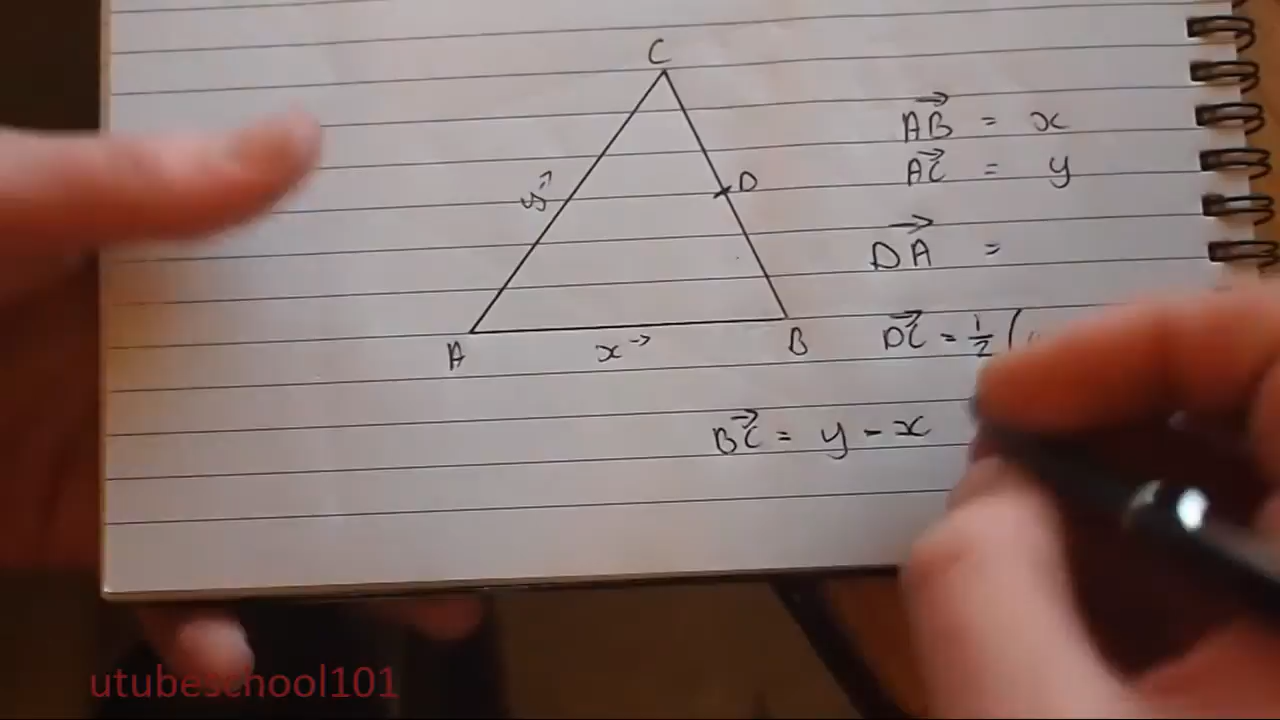 C
AB = x
AC = y
y
D
DA =
A
x
B
DC = 1/2 (
BC = y - x
utubeschool101